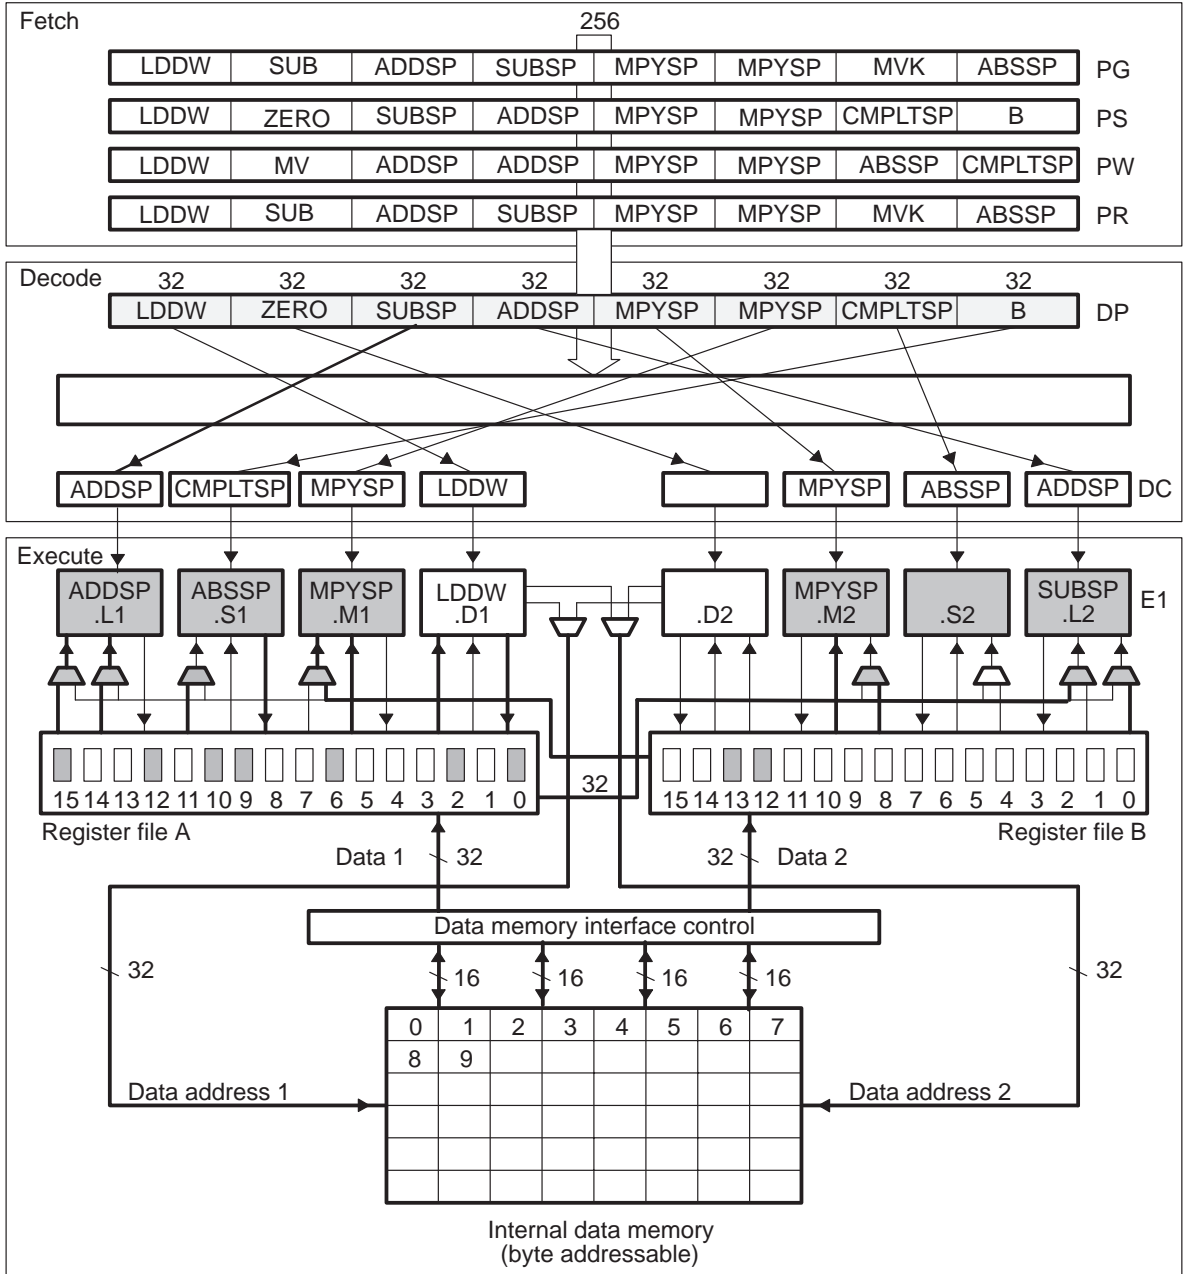 Fetch 256
LDDW SUB ADDSP SUBSP MPYSP MPYSP MVK ABSSP PG
LDDW ZERO SUBSP ADDSP MPYSP MPYSP CMPLTSP B PS
LDDW MV ADDSP ADDSP MPYSP MPYSP ABSSP CMPLTSP PW
LDDW SUB ADDSP SUBSP MPYSP MPYSP MVK ABSSP PR
Decode 32 32 32 32 32 32 32 32
LDDW ZERO SUBSP ADDSP MPYSP MPYSP CMPLTSP B DP
ADDSP CMPLTSP MPYSP LDDW MPYSP ABSSP ADDSP DC
Execute
ADDSP ABSSP MPYSP LDDW MPYSP SUBSP E1
.L1 .S1 .M1 .D1 .D2 .M2 .S2 .L2
32
15 14 13 12 11 10 9 8 7 6 5 4 3 2 1 0 15 14 13 12 11 10 9 8 7 6 5 4 3 2 1 0
Register file A Register file B
Data 1 32 32 Data 2
Data memory interface control
32 16 16 16 16 32
0 1 2 3 4 5 6 7
8 9
Data address 1 Data address 2
Internal data memory
(byte addressable)